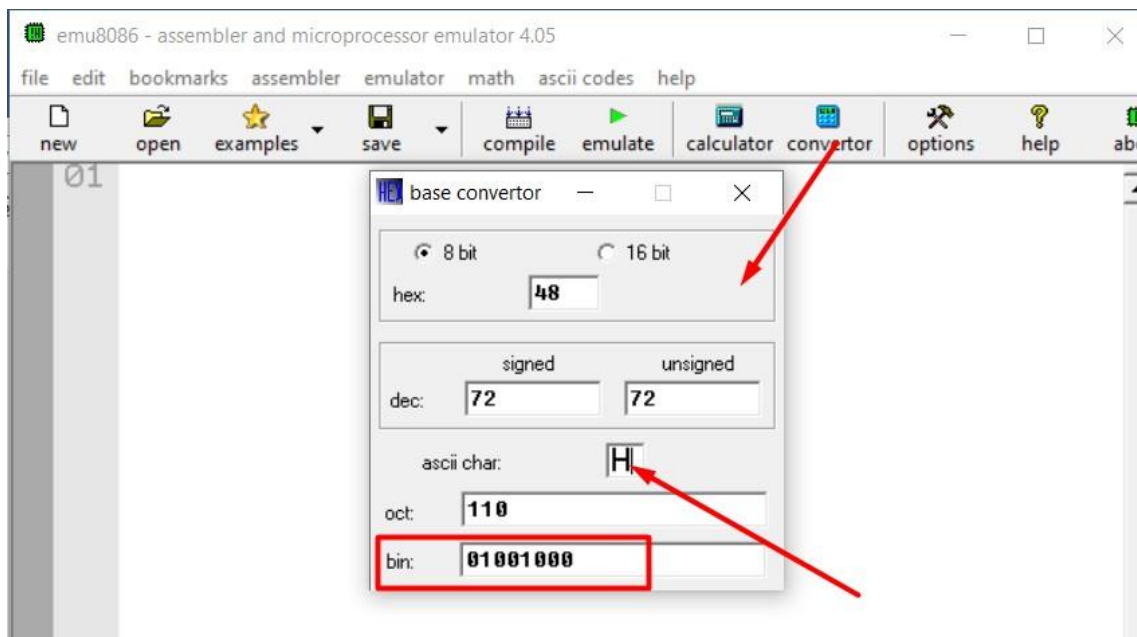 emu8086 - assembler and microprocessor emulator 4.05
file edit bookmarks assembler emulator math ascii codes help
new open examples save compile emulate calculator convertor options help
01
HEX base convertor
8 bit 16 bit
hex: 48
signed unsigned
dec: 72 72
ascii char: H
oct: 110
bin: 01001000